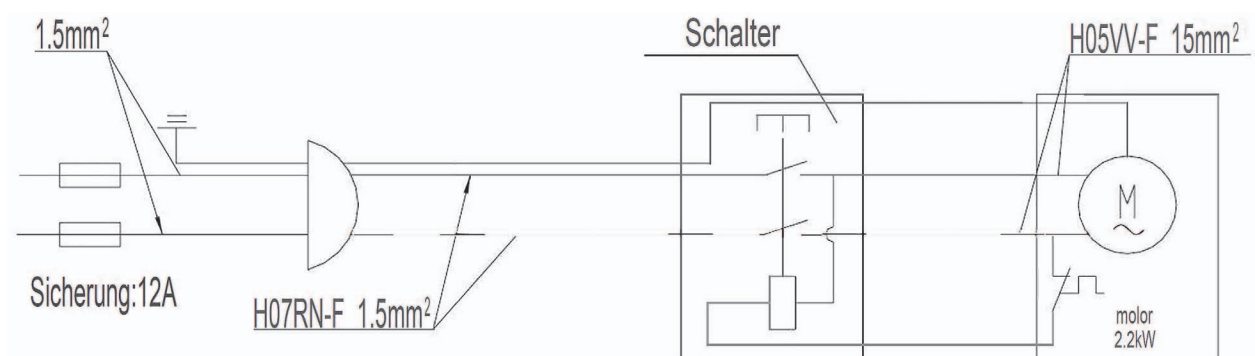 1.5mm²
Schalter
H05VV-F 15mm²
M
Sicherung:12A
H07RN-F 1.5mm²
molor
2.2kW